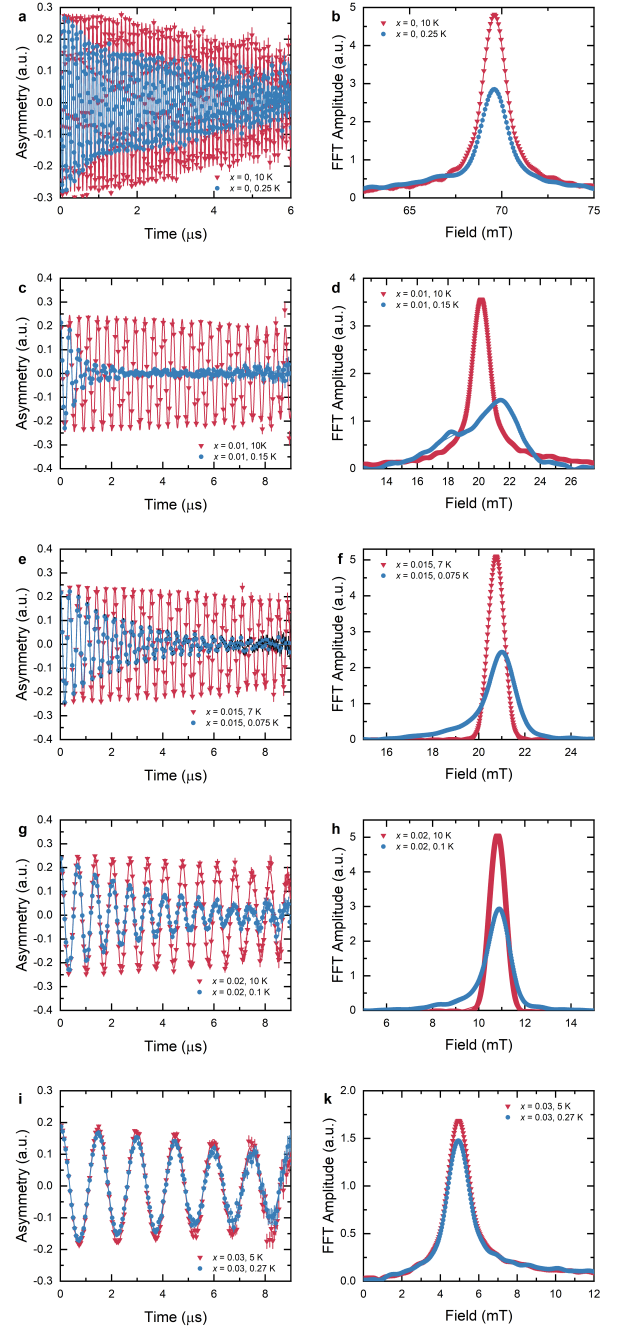 a
Asymmetry (a.u.)
0.3
0.2
0.1
0.0
-0.1
-0.2
-0.3
x = 0, 10 K
x = 0, 0.25 K
0 2 4 6
Time (μs)
b
FFT Amplitude (a.u.)
5
4
3
2
1
0
x = 0, 10 K
x = 0, 0.25 K
65 70 75
Field (mT)
c
Asymmetry (a.u.)
0.4
0.3
0.2
0.1
0.0
-0.1
-0.2
-0.3
-0.4
x = 0.01, 10K
x = 0.01, 0.15 K
0 2 4 6 8
Time (μs)
d
FFT Amplitude (a.u.)
4
3
2
1
0
x = 0.01, 10 K
x = 0.01, 0.15 K
14 16 18 20 22 24 26
Field (mT)
e
Asymmetry (a.u.)
0.4
0.3
0.2
0.1
0.0
-0.1
-0.2
-0.3
-0.4
x = 0.015, 7 K
x = 0.015, 0.075 K
0 2 4 6 8
Time (μs)
f
FFT Amplitude (a.u.)
5
4
3
2
1
0
x = 0.015, 7 K
x = 0.015, 0.075 K
16 18 20 22 24
Field (mT)
g
Asymmetry (a.u.)
0.4
0.3
0.2
0.1
0.0
-0.1
-0.2
-0.3
-0.4
x = 0.02, 10 K
x = 0.02, 0.1 K
0 2 4 6 8
Time (μs)
h
FFT Amplitude (a.u.)
5
4
3
2
1
0
x = 0.02, 10 K
x = 0.02, 0.1 K
6 8 10 12 14
Field (mT)
i
Asymmetry (a.u.)
0.3
0.2
0.1
0.0
-0.1
-0.2
-0.3
x = 0.03, 5 K
x = 0.03, 0.27 K
0 2 4 6 8
Time (μs)
k
FFT Amplitude (a.u.)
2.0
1.5
1.0
0.5
0.0
x = 0.03, 5 K
x = 0.03, 0.27 K
0 2 4 6 8 10 12
Field (mT)